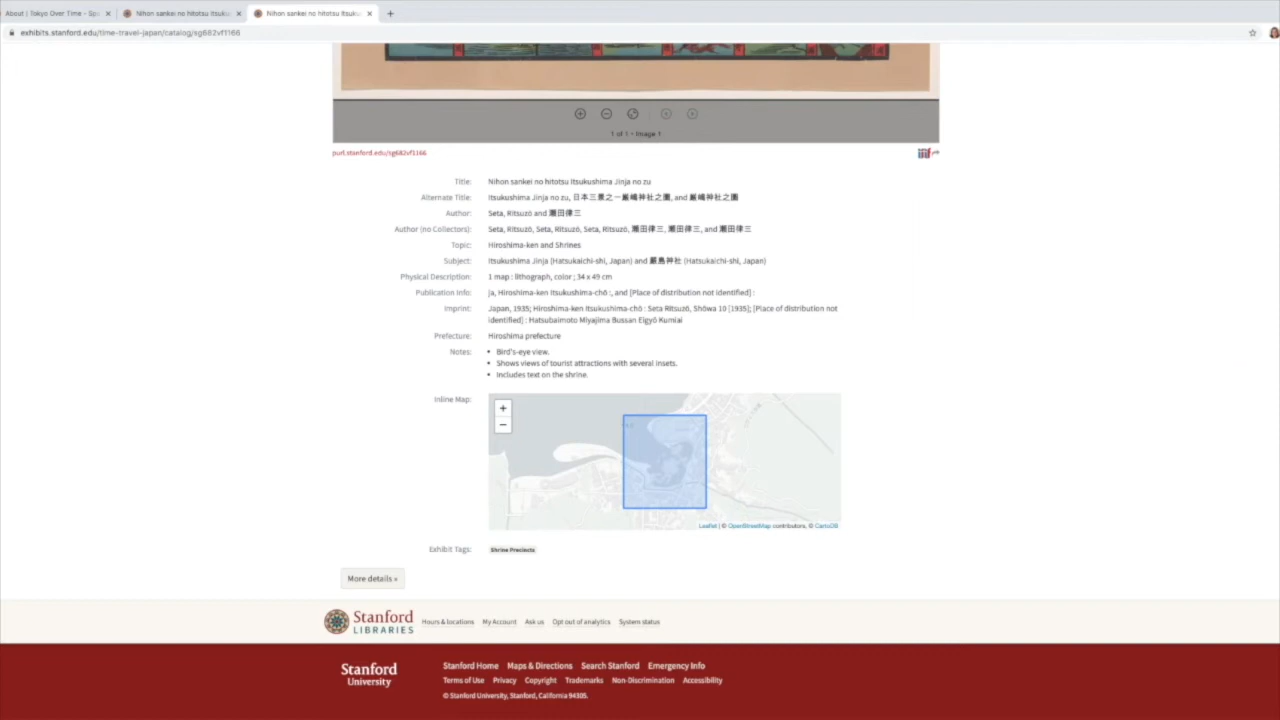 About | Tokyo Over Time - Spo
Nihon sankei no hitotsu Itsuku
Nihon sankei no hitotsu Itsuku
exhibits.stanford.edu/time-travel-japan/catalog/sg682vf1166
1 of 1 • Image 1
purl.stanford.edu/sg682vf1166
iiif
Title: Nihon sankei no hitotsu Itsukushima Jinja no zu
Alternate Title: Itsukushima Jinja no zu, 日本三景之一厳嶋神社之圖, and 厳嶋神社之圖
Author: Seta, Ritsuzō and 瀬田律三
Author (no Collectors): Seta, Ritsuzō, Seta, Ritsuzō, Seta, Ritsuzō, 瀬田律三, 瀬田律三, and 瀬田律三
Topic: Hiroshima-ken and Shrines
Subject: Itsukushima Jinja (Hatsukaichi-shi, Japan) and 厳島神社 (Hatsukaichi-shi, Japan)
Physical Description: 1 map : lithograph, color ; 34 x 49 cm
Publication Info: ja, Hiroshima-ken Itsukushima-chō :, and [Place of distribution not identified] :
Imprint: Japan, 1935; Hiroshima-ken Itsukushima-chō : Seta Ritsuzō, Shōwa 10 [1935]; [Place of distribution not
identified] : Hatsubaimoto Miyajima Bussan Eigyō Kumiai
Prefecture: Hiroshima prefecture
Notes: • Bird's-eye view.
• Shows views of tourist attractions with several insets.
• Includes text on the shrine.
Inline Map:
+
−
Leaflet | © OpenStreetMap contributors, © CartoDB
Exhibit Tags: Shrine Precincts
More details »
Stanford
LIBRARIES
Hours & locations My Account Ask us Opt out of analytics System status
Stanford
University
Stanford Home Maps & Directions Search Stanford Emergency Info
Terms of Use Privacy Copyright Trademarks Non-Discrimination Accessibility
© Stanford University, Stanford, California 94305.